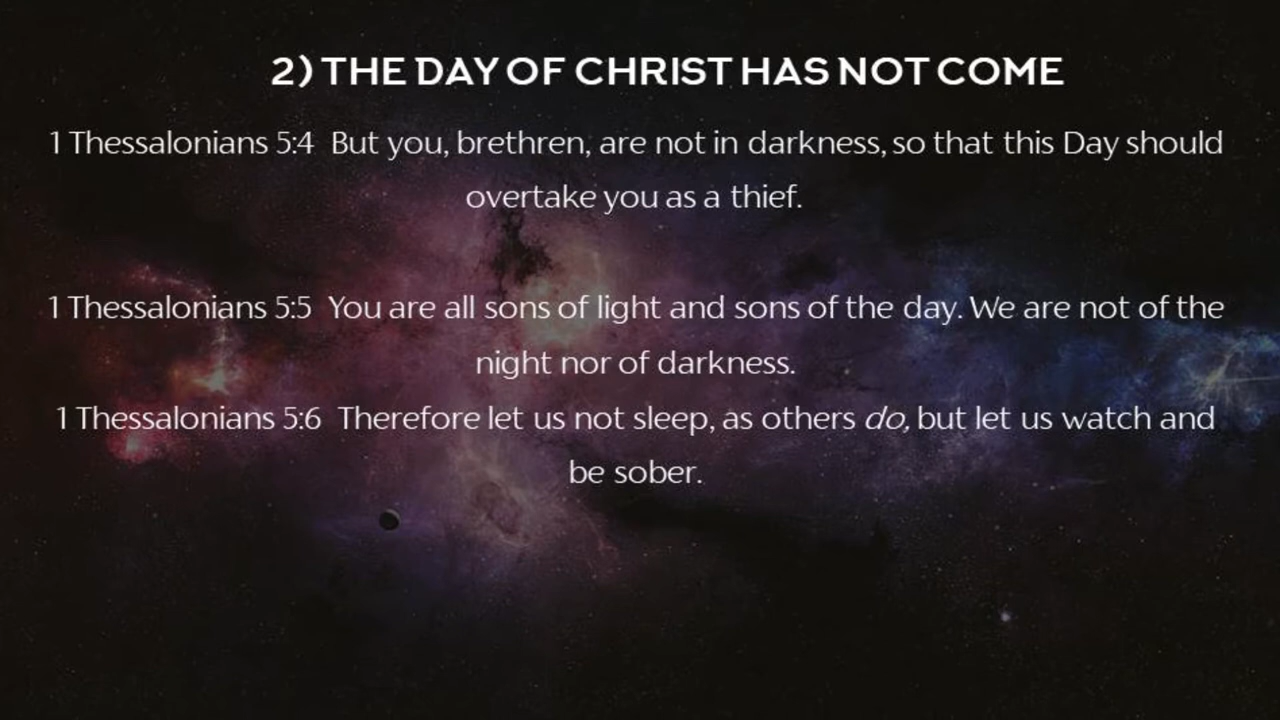 2) THE DAY OF CHRIST HAS NOT COME
1 Thessalonians 5:4 But you, brethren, are not in darkness, so that this Day should
overtake you as a thief.
1 Thessalonians 5:5 You are all sons of light and sons of the day. We are not of the
night nor of darkness.
1 Thessalonians 5:6 Therefore let us not sleep, as others do, but let us watch and
be sober.